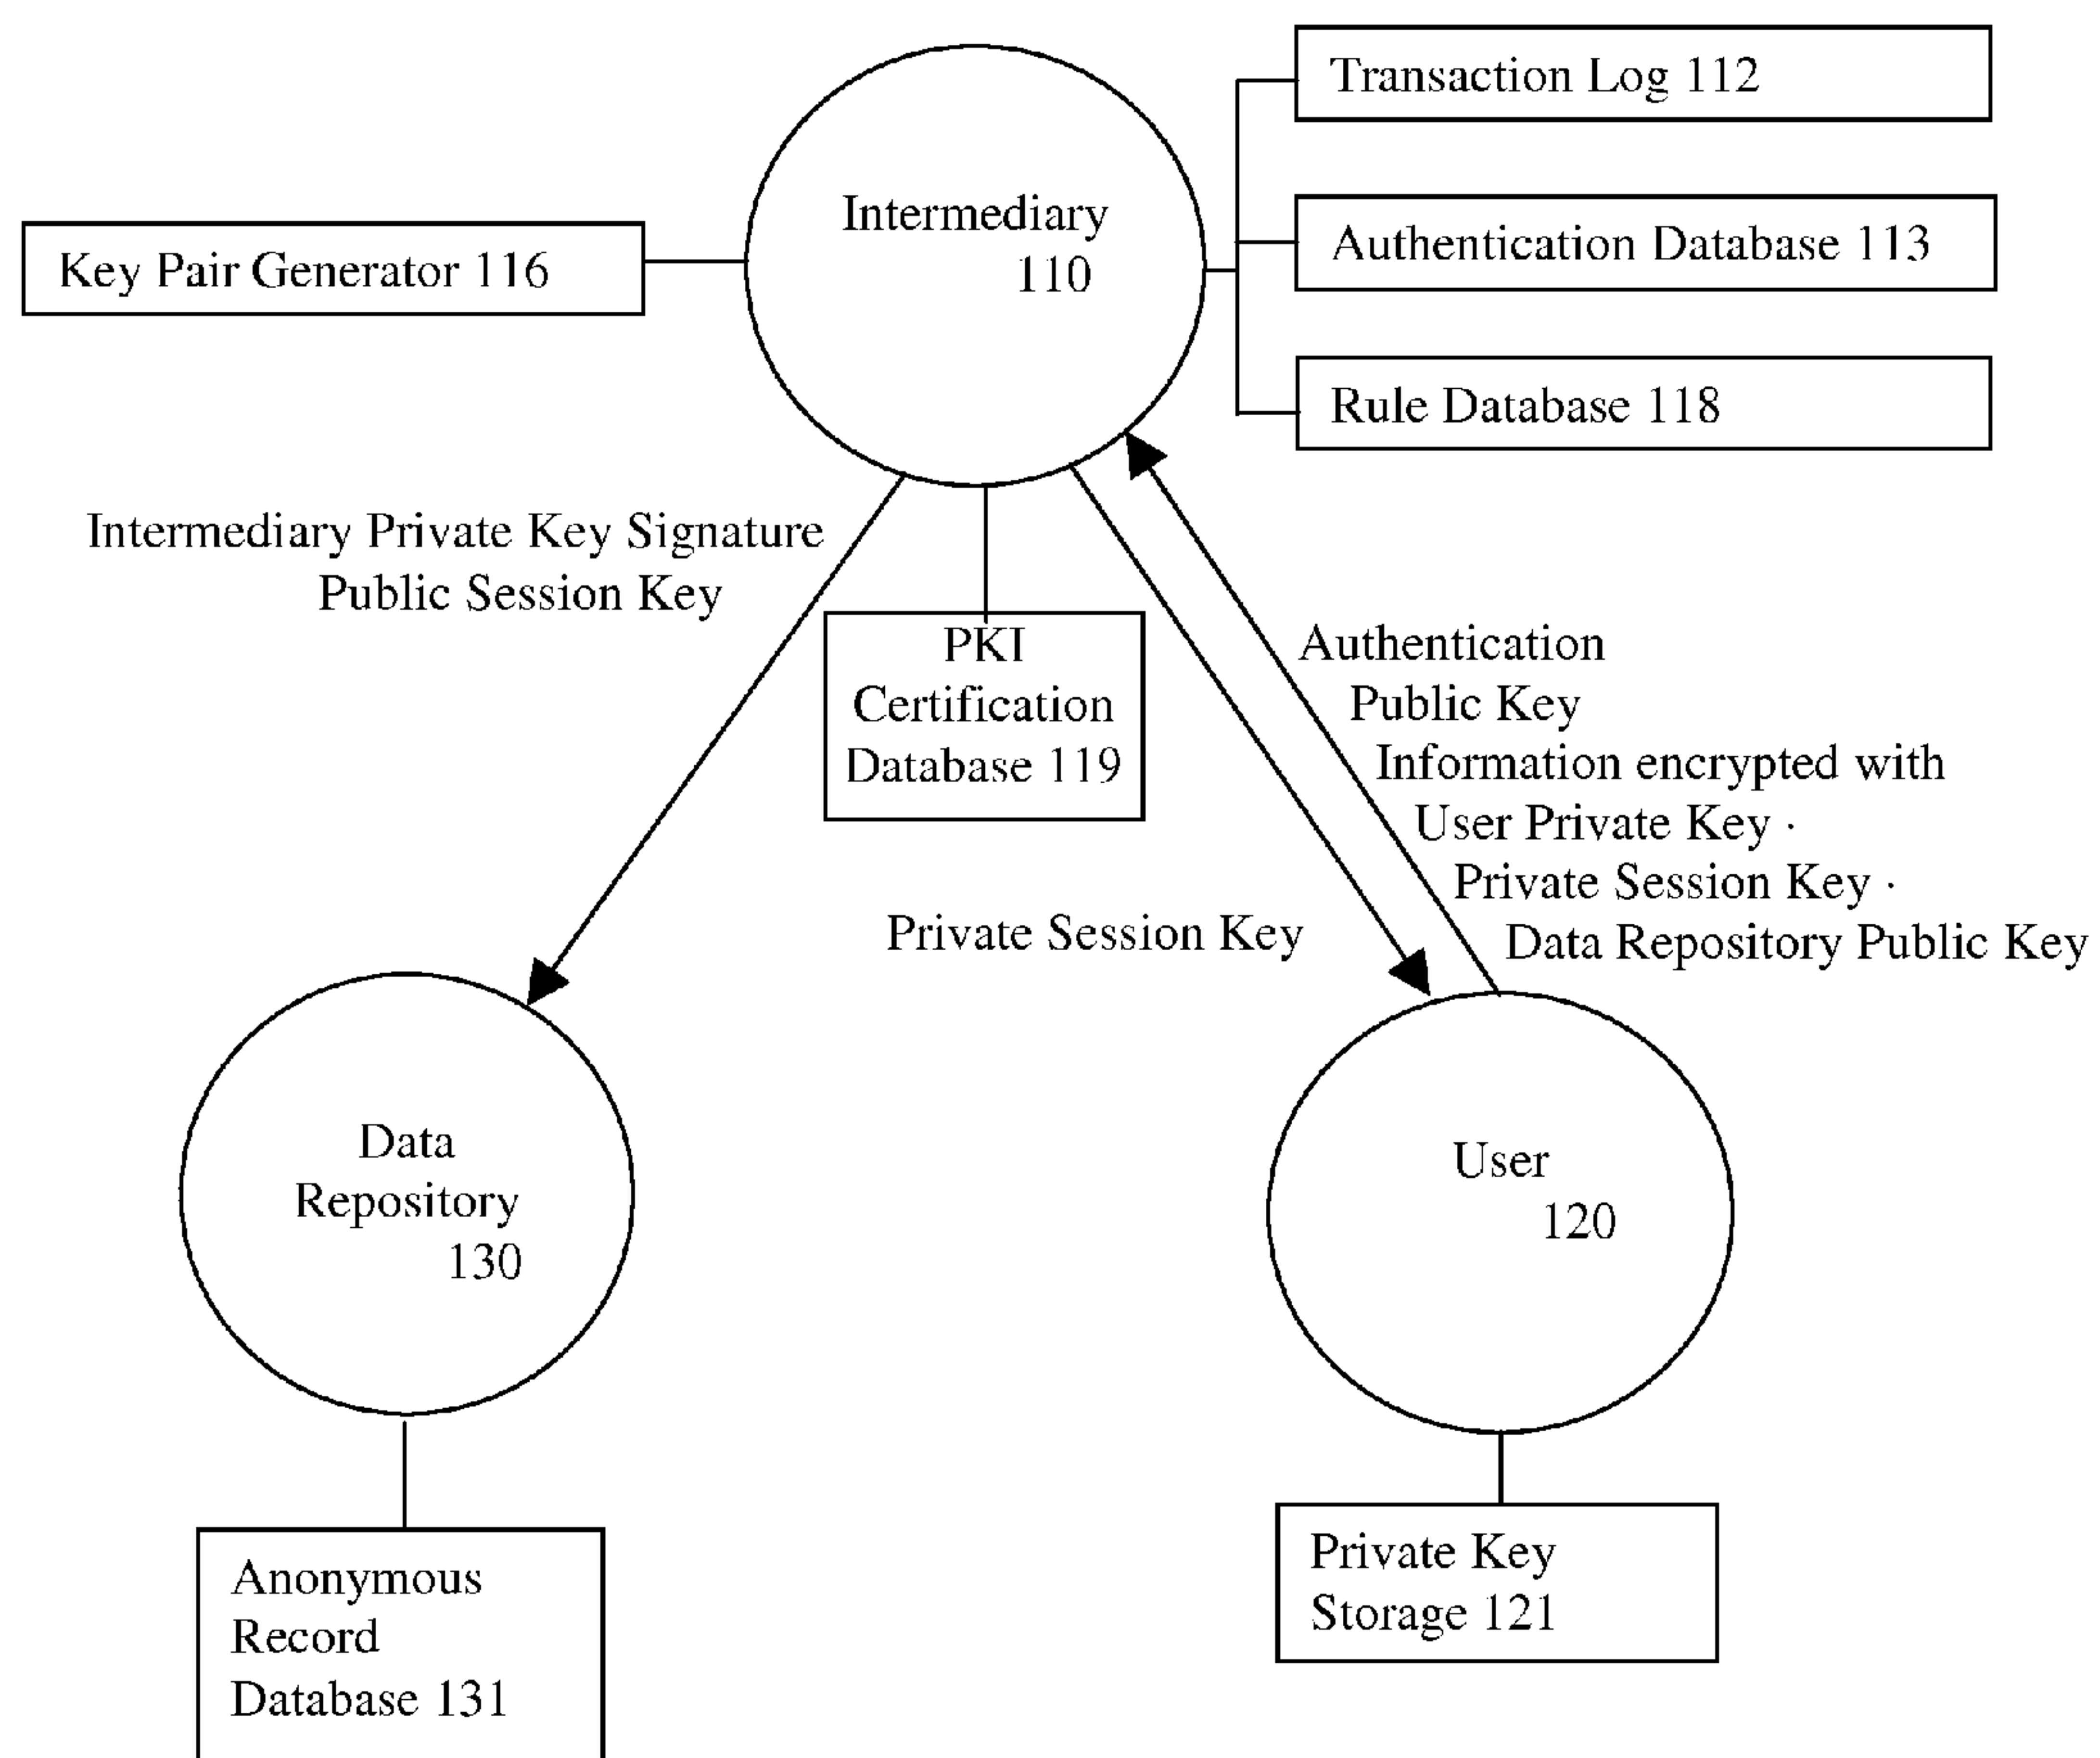 Transaction Log 112
Intermediary
110
Authentication Database 113
Key Pair Generator 116
Rule Database 118
Intermediary Private Key Signature
Public Session Key
PKI
Certification
Database 119
Authentication
Public Key
Information encrypted with
User Private Key ·
Private Session Key ·
Data Repository Public Key
Private Session Key
Data
Repository
130
User
120
Anonymous
Record
Database 131
Private Key
Storage 121